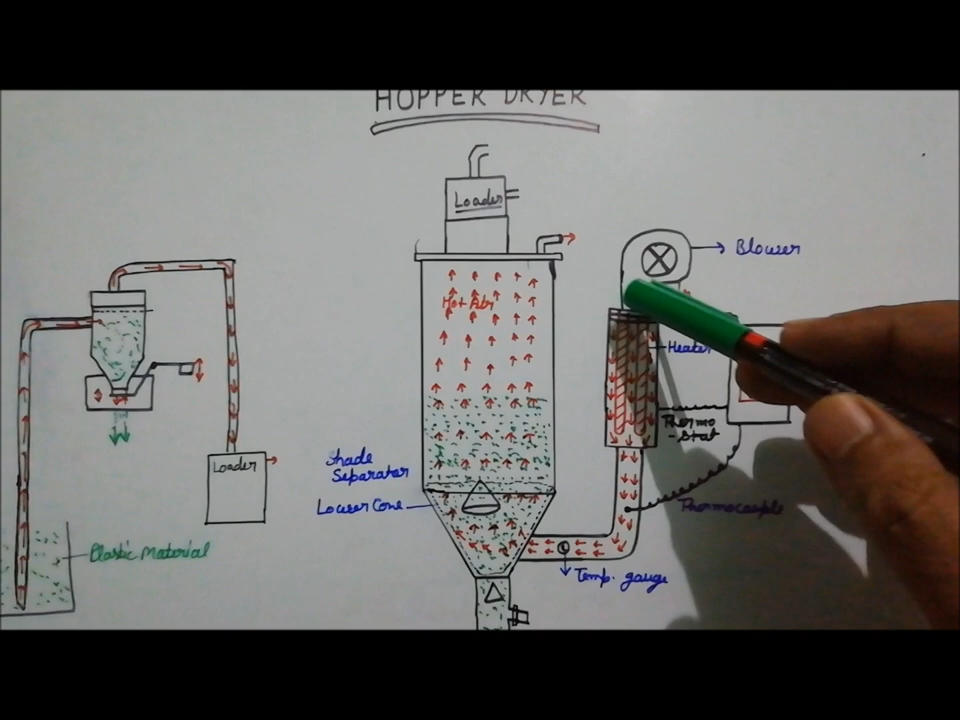 HOPPER DRYER
Loader
Blower
Hot Air
Heater
Thermo
-Stat
Shade
Separator
Loader
Lower Cone
Thermocouple
Plastic Material
Temp. gauge